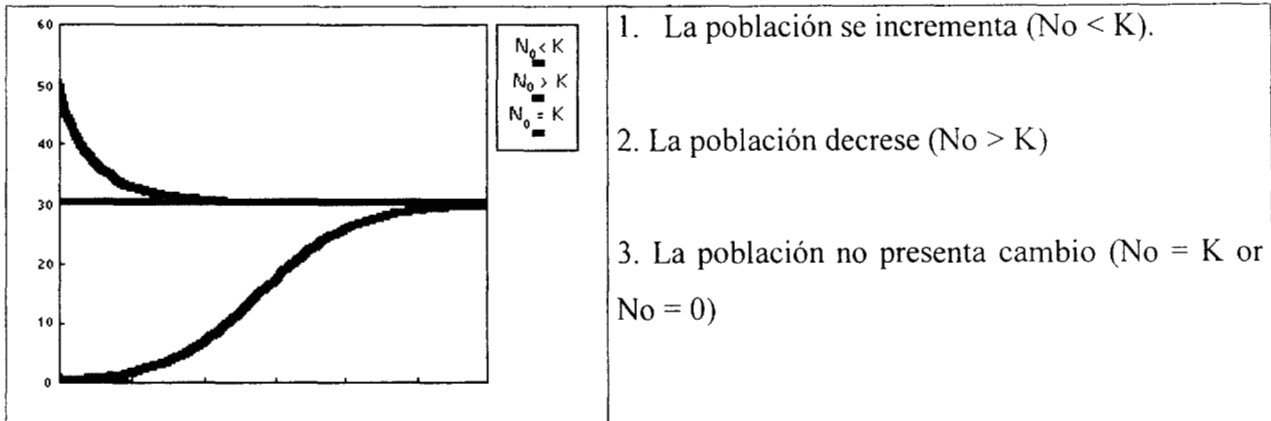 60
50
40
30
20
10
0
N₀ < K
N₀ > K
N₀ = K
1. La población se incrementa (No < K).
2. La población decrese (No > K)
3. La población no presenta cambio (No = K or
No = 0)